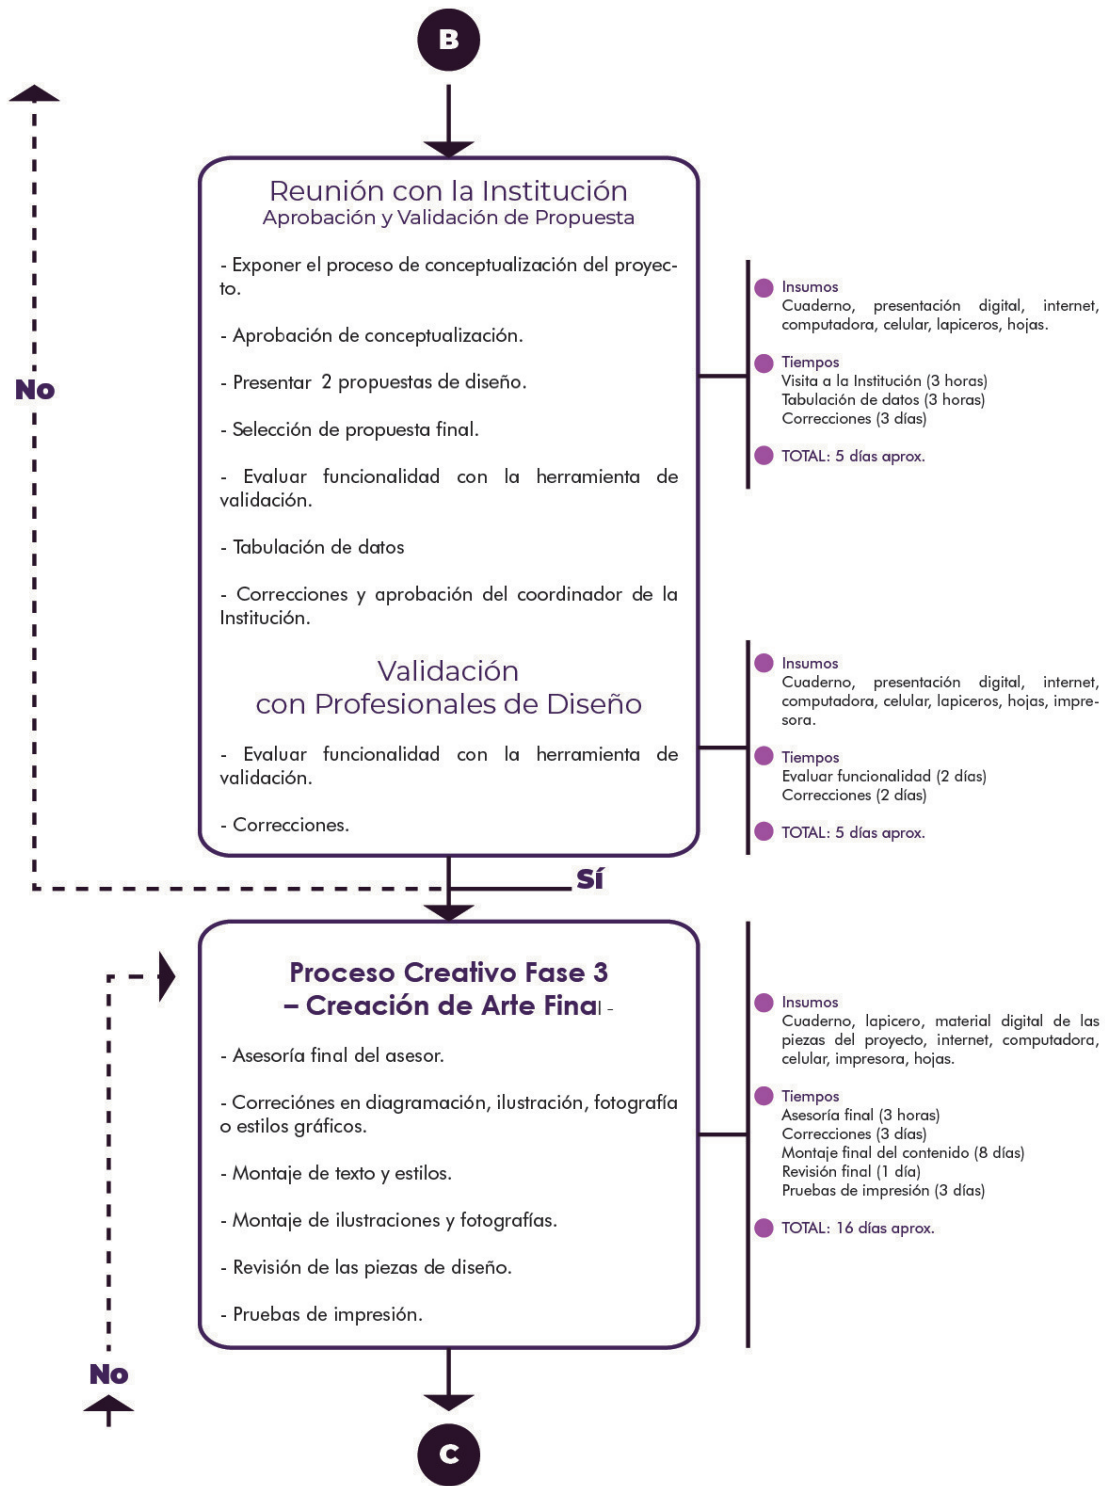 B
Reunión con la Institución
Aprobación y Validación de Propuesta
- Exponer el proceso de conceptualización del proyec-
to.
- Aprobación de conceptualización.
- Presentar 2 propuestas de diseño.
- Selección de propuesta final.
- Evaluar funcionalidad con la herramienta de
validación.
- Tabulación de datos
- Correcciones y aprobación del coordinador de la
Institución.
Insumos
Cuaderno, presentación digital, internet,
computadora, celular, lapiceros, hojas.
Tiempos
Visita a la Institución (3 horas)
Tabulación de datos (3 horas)
Correcciones (3 días)
TOTAL: 5 días aprox.
No
Validación
con Profesionales de Diseño
- Evaluar funcionalidad con la herramienta de
validación.
- Correcciones.
Insumos
Cuaderno, presentación digital, internet,
computadora, celular, lapiceros, hojas, impre-
sora.
Tiempos
Evaluar funcionalidad (2 días)
Correcciones (2 días)
TOTAL: 5 días aprox.
Sí
Proceso Creativo Fase 3
– Creación de Arte Final -
- Asesoría final del asesor.
- Correciónes en diagramación, ilustración, fotografía
o estilos gráficos.
- Montaje de texto y estilos.
- Montaje de ilustraciones y fotografías.
- Revisión de las piezas de diseño.
- Pruebas de impresión.
Insumos
Cuaderno, lapicero, material digital de las
piezas del proyecto, internet, computadora,
celular, impresora, hojas.
Tiempos
Asesoría final (3 horas)
Correcciones (3 días)
Montaje final del contenido (8 días)
Revisión final (1 día)
Pruebas de impresión (3 días)
TOTAL: 16 días aprox.
No
C